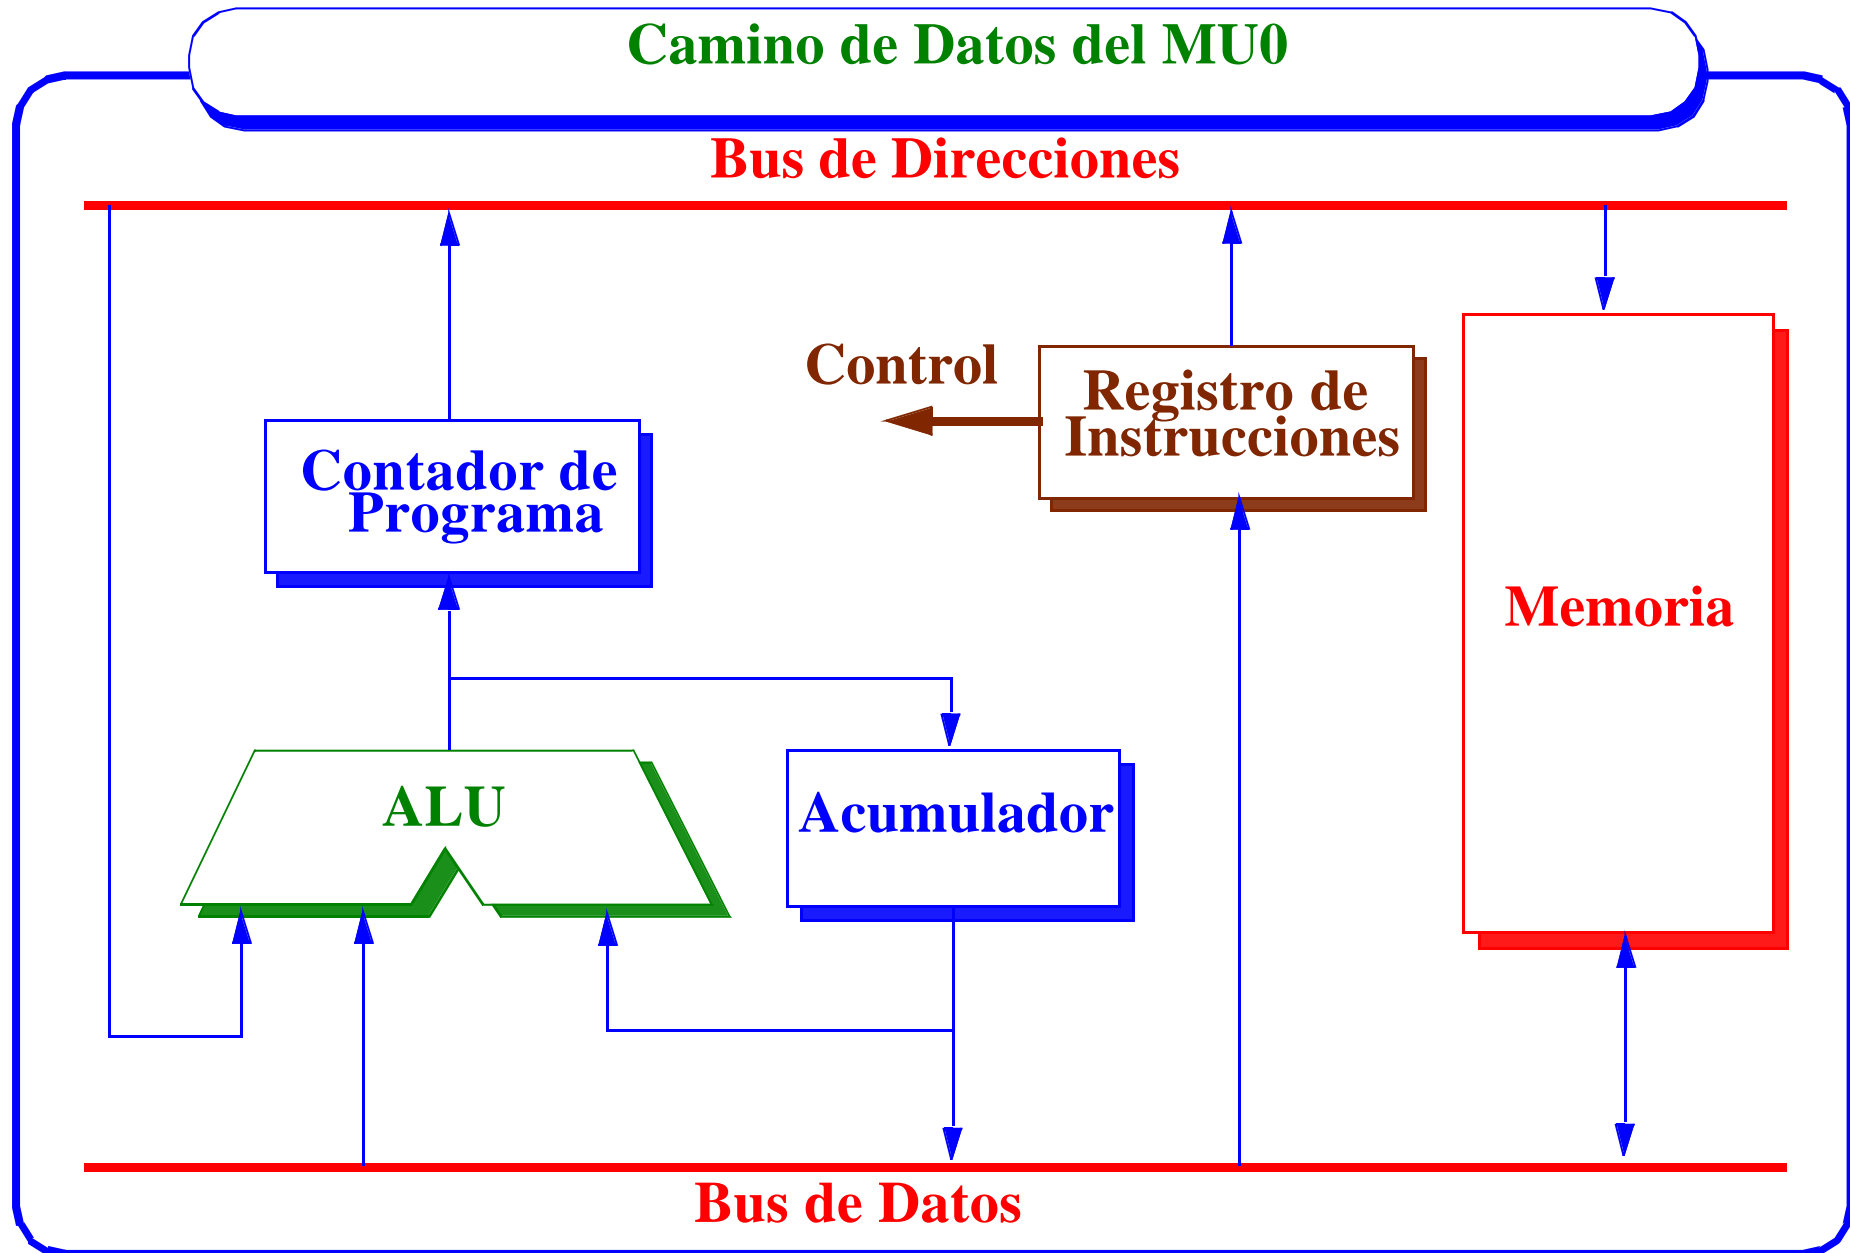 Camino de Datos del MU0
Bus de Direcciones
Control
Registro de
Instrucciones
Contador de
Programa
Memoria
ALU
Acumulador
Bus de Datos